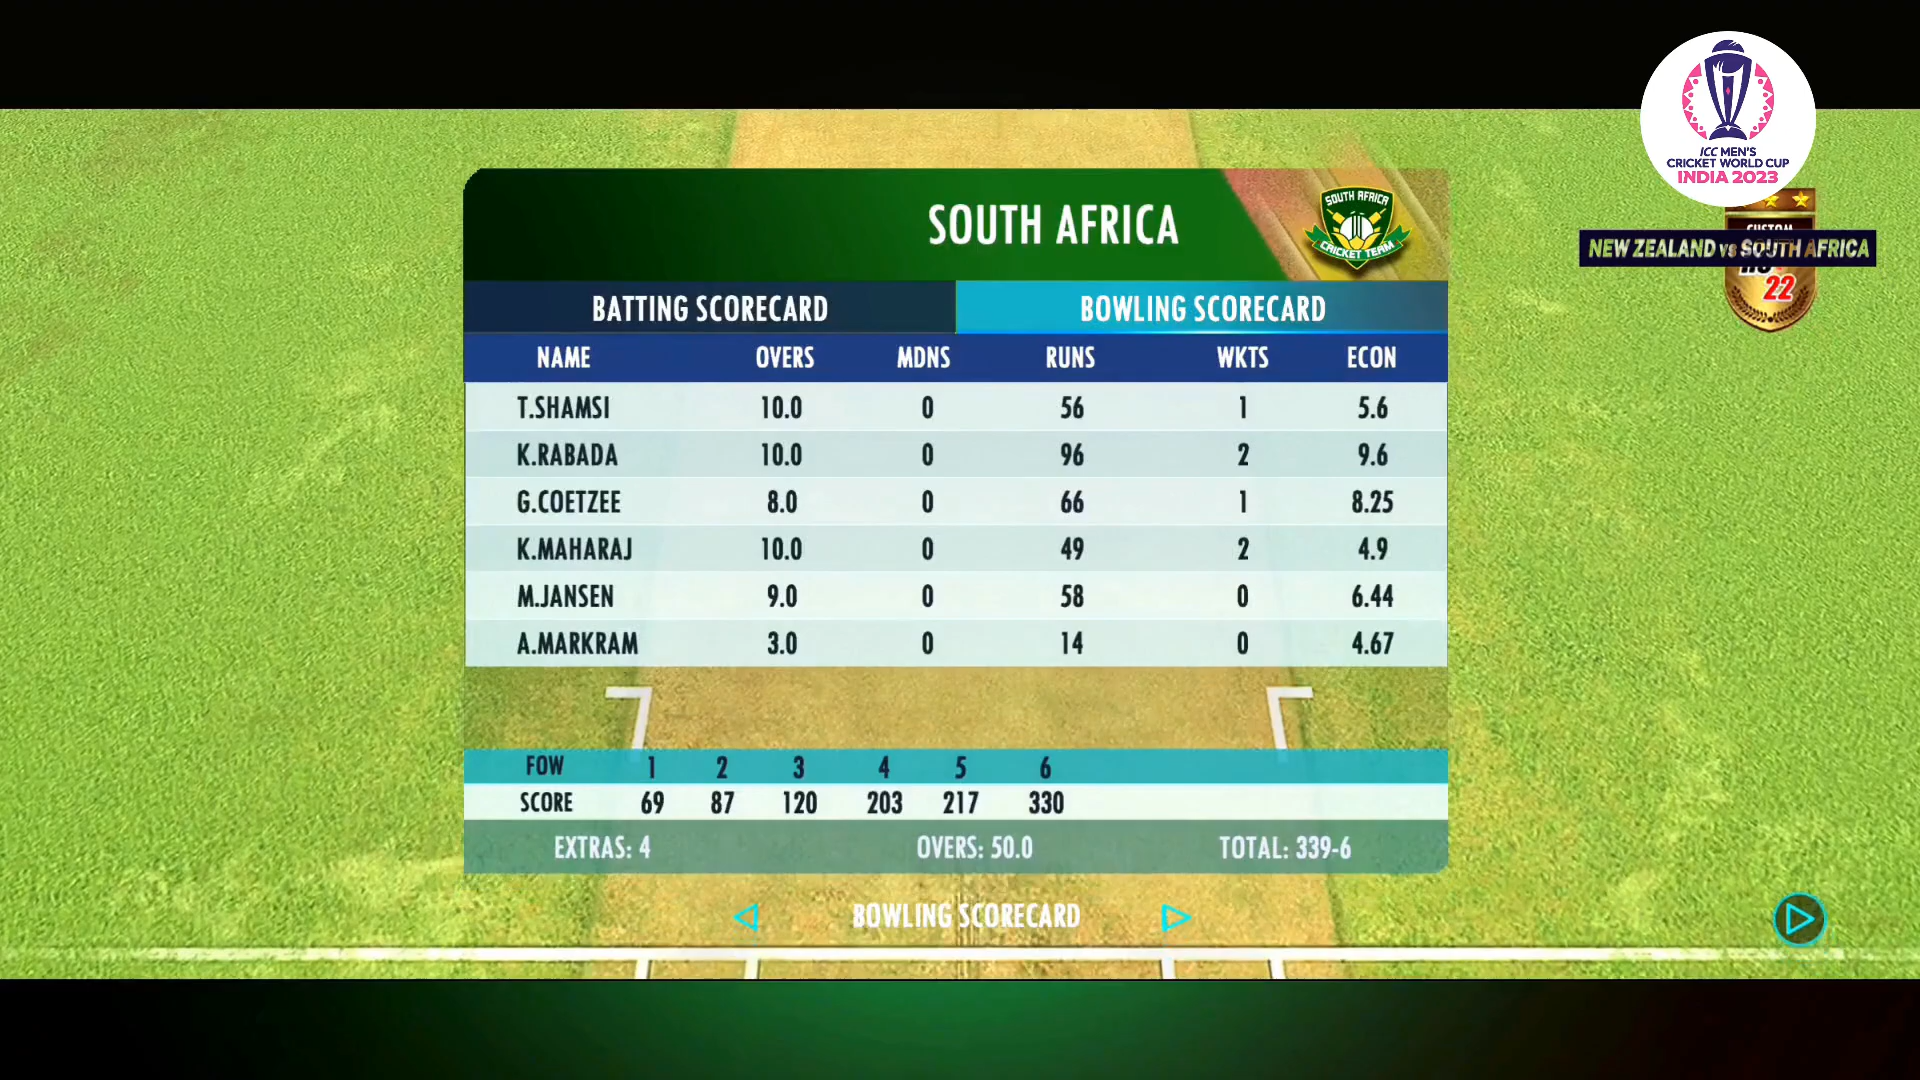 ICC MEN'S
CRICKET WORLD CUP
INDIA 2023
SOUTH AFRICA
SOUTH AFRICA
CRICKET TEAM
NEW ZEALAND VS SOUTH AFRICA
22
BATTING SCORECARD BOWLING SCORECARD
NAME OVERS MDNS RUNS WKTS ECON
T.SHAMSI 10.0 0 56 1 5.6
K.RABADA 10.0 0 96 2 9.6
G.COETZEE 8.0 0 66 1 8.25
K.MAHARAJ 10.0 0 49 2 4.9
M.JANSEN 9.0 0 58 0 6.44
A.MARKRAM 3.0 0 14 0 4.67
FOW 1 2 3 4 5 6
SCORE 69 87 120 203 217 330
EXTRAS: 4 OVERS: 50.0 TOTAL: 339-6
BOWLING SCORECARD